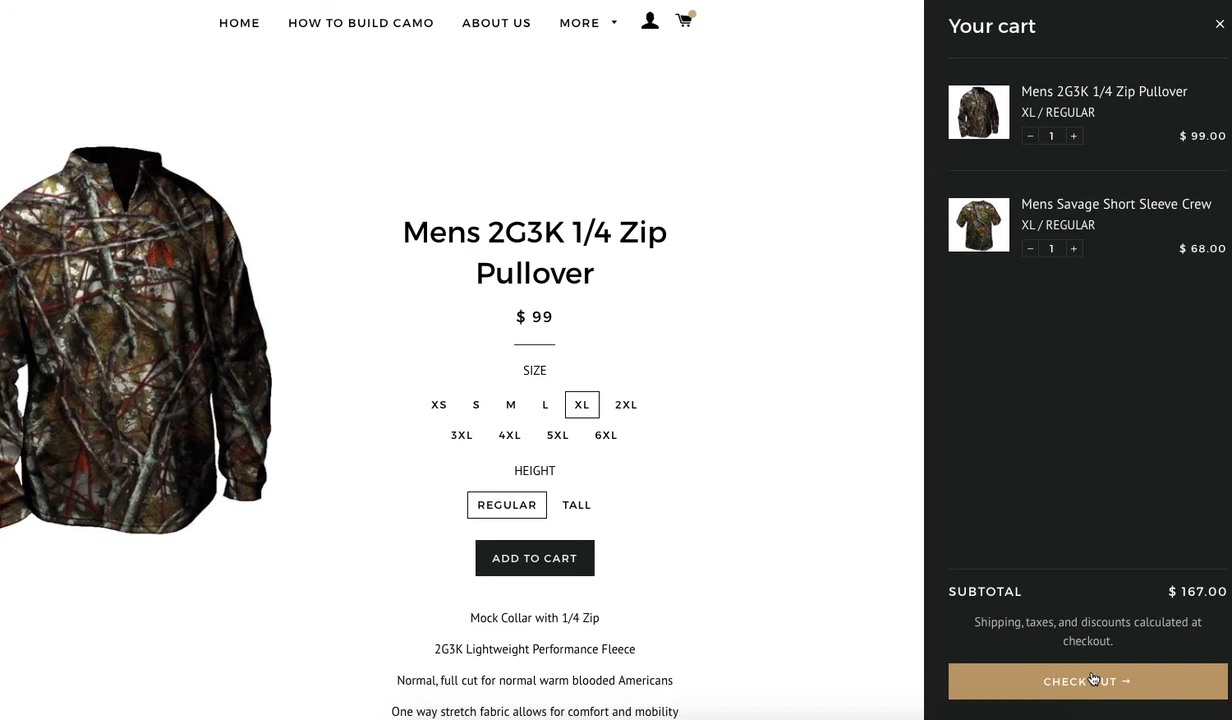 HOME HOW TO BUILD CAMO ABOUT US MORE
Mens 2G3K 1/4 Zip
Pullover
$ 99
SIZE
XS S M L XL 2XL
3XL 4XL 5XL 6XL
HEIGHT
REGULAR TALL
ADD TO CART
Mock Collar with 1/4 Zip
2G3K Lightweight Performance Fleece
Normal, full cut for normal warm blooded Americans
One way stretch fabric allows for comfort and mobility
Your cart ×
Mens 2G3K 1/4 Zip Pullover
XL / REGULAR
− 1 + $ 99.00
Mens Savage Short Sleeve Crew
XL / REGULAR
− 1 + $ 68.00
SUBTOTAL $ 167.00
Shipping, taxes, and discounts calculated at
checkout.
CHECK OUT →